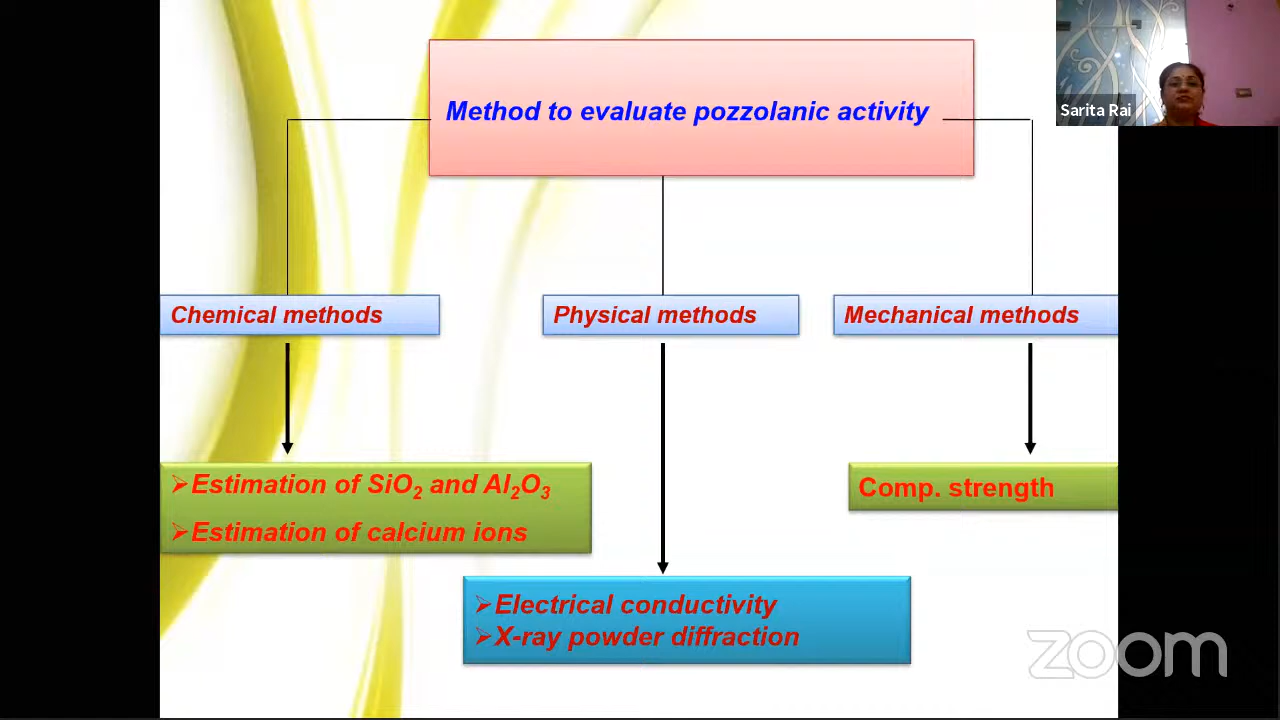 Method to evaluate pozzolanic activity
Sarita Rai
Chemical methods
Physical methods
Mechanical methods
➢Estimation of SiO₂ and Al₂O₃
➢Estimation of calcium ions
Comp. strength
➢Electrical conductivity
➢X-ray powder diffraction
zoom